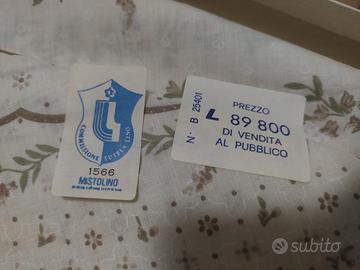 COMMISSIONE TUTELA LINO
1566
MISTOLINO
PREZZO
L 89 800
DI VENDITA
AL PUBBLICO
N. B 25401
subito